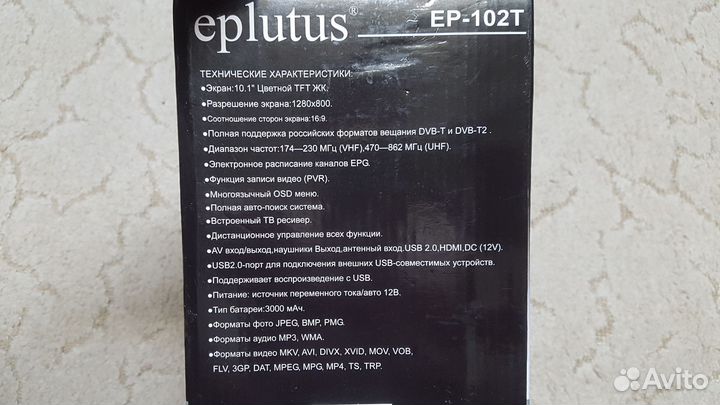 eplutus®
EP-102T
ТЕХНИЧЕСКИЕ ХАРАКТЕРИСТИКИ:
●Экран:10.1" Цветной TFT ЖК.
●Разрешение экрана:1280x800.
●Соотношение сторон экрана:16:9.
●Полная поддержка российских форматов вещания DVB-T и DVB-T2 .
●Диапазон частот:174—230 МГц (VHF),470—862 МГц (UHF).
●Электронное расписание каналов EPG.
●Функция записи видео (PVR).
●Многоязычный OSD меню.
●Полная авто-поиск система.
●Встроенный ТВ ресивер.
●Дистанционное управление всех функции.
●AV вход/выход,наушники Выход,антенный вход.USB 2.0,HDMI,DC (12V).
●USB2.0-порт для подключения внешних USB-совместимых устройств.
●Поддерживает воспроизведение с USB.
●Питание: источник переменного тока/авто 12В.
●Тип батареи:3000 мАч.
●Форматы фото JPEG, BMP, PMG.
●Форматы аудио MP3, WMA.
●Форматы видео MKV, AVI, DIVX, XVID, MOV, VOB,
FLV, 3GP, DAT, MPEG, MPG, MP4, TS, TRP.
Avito